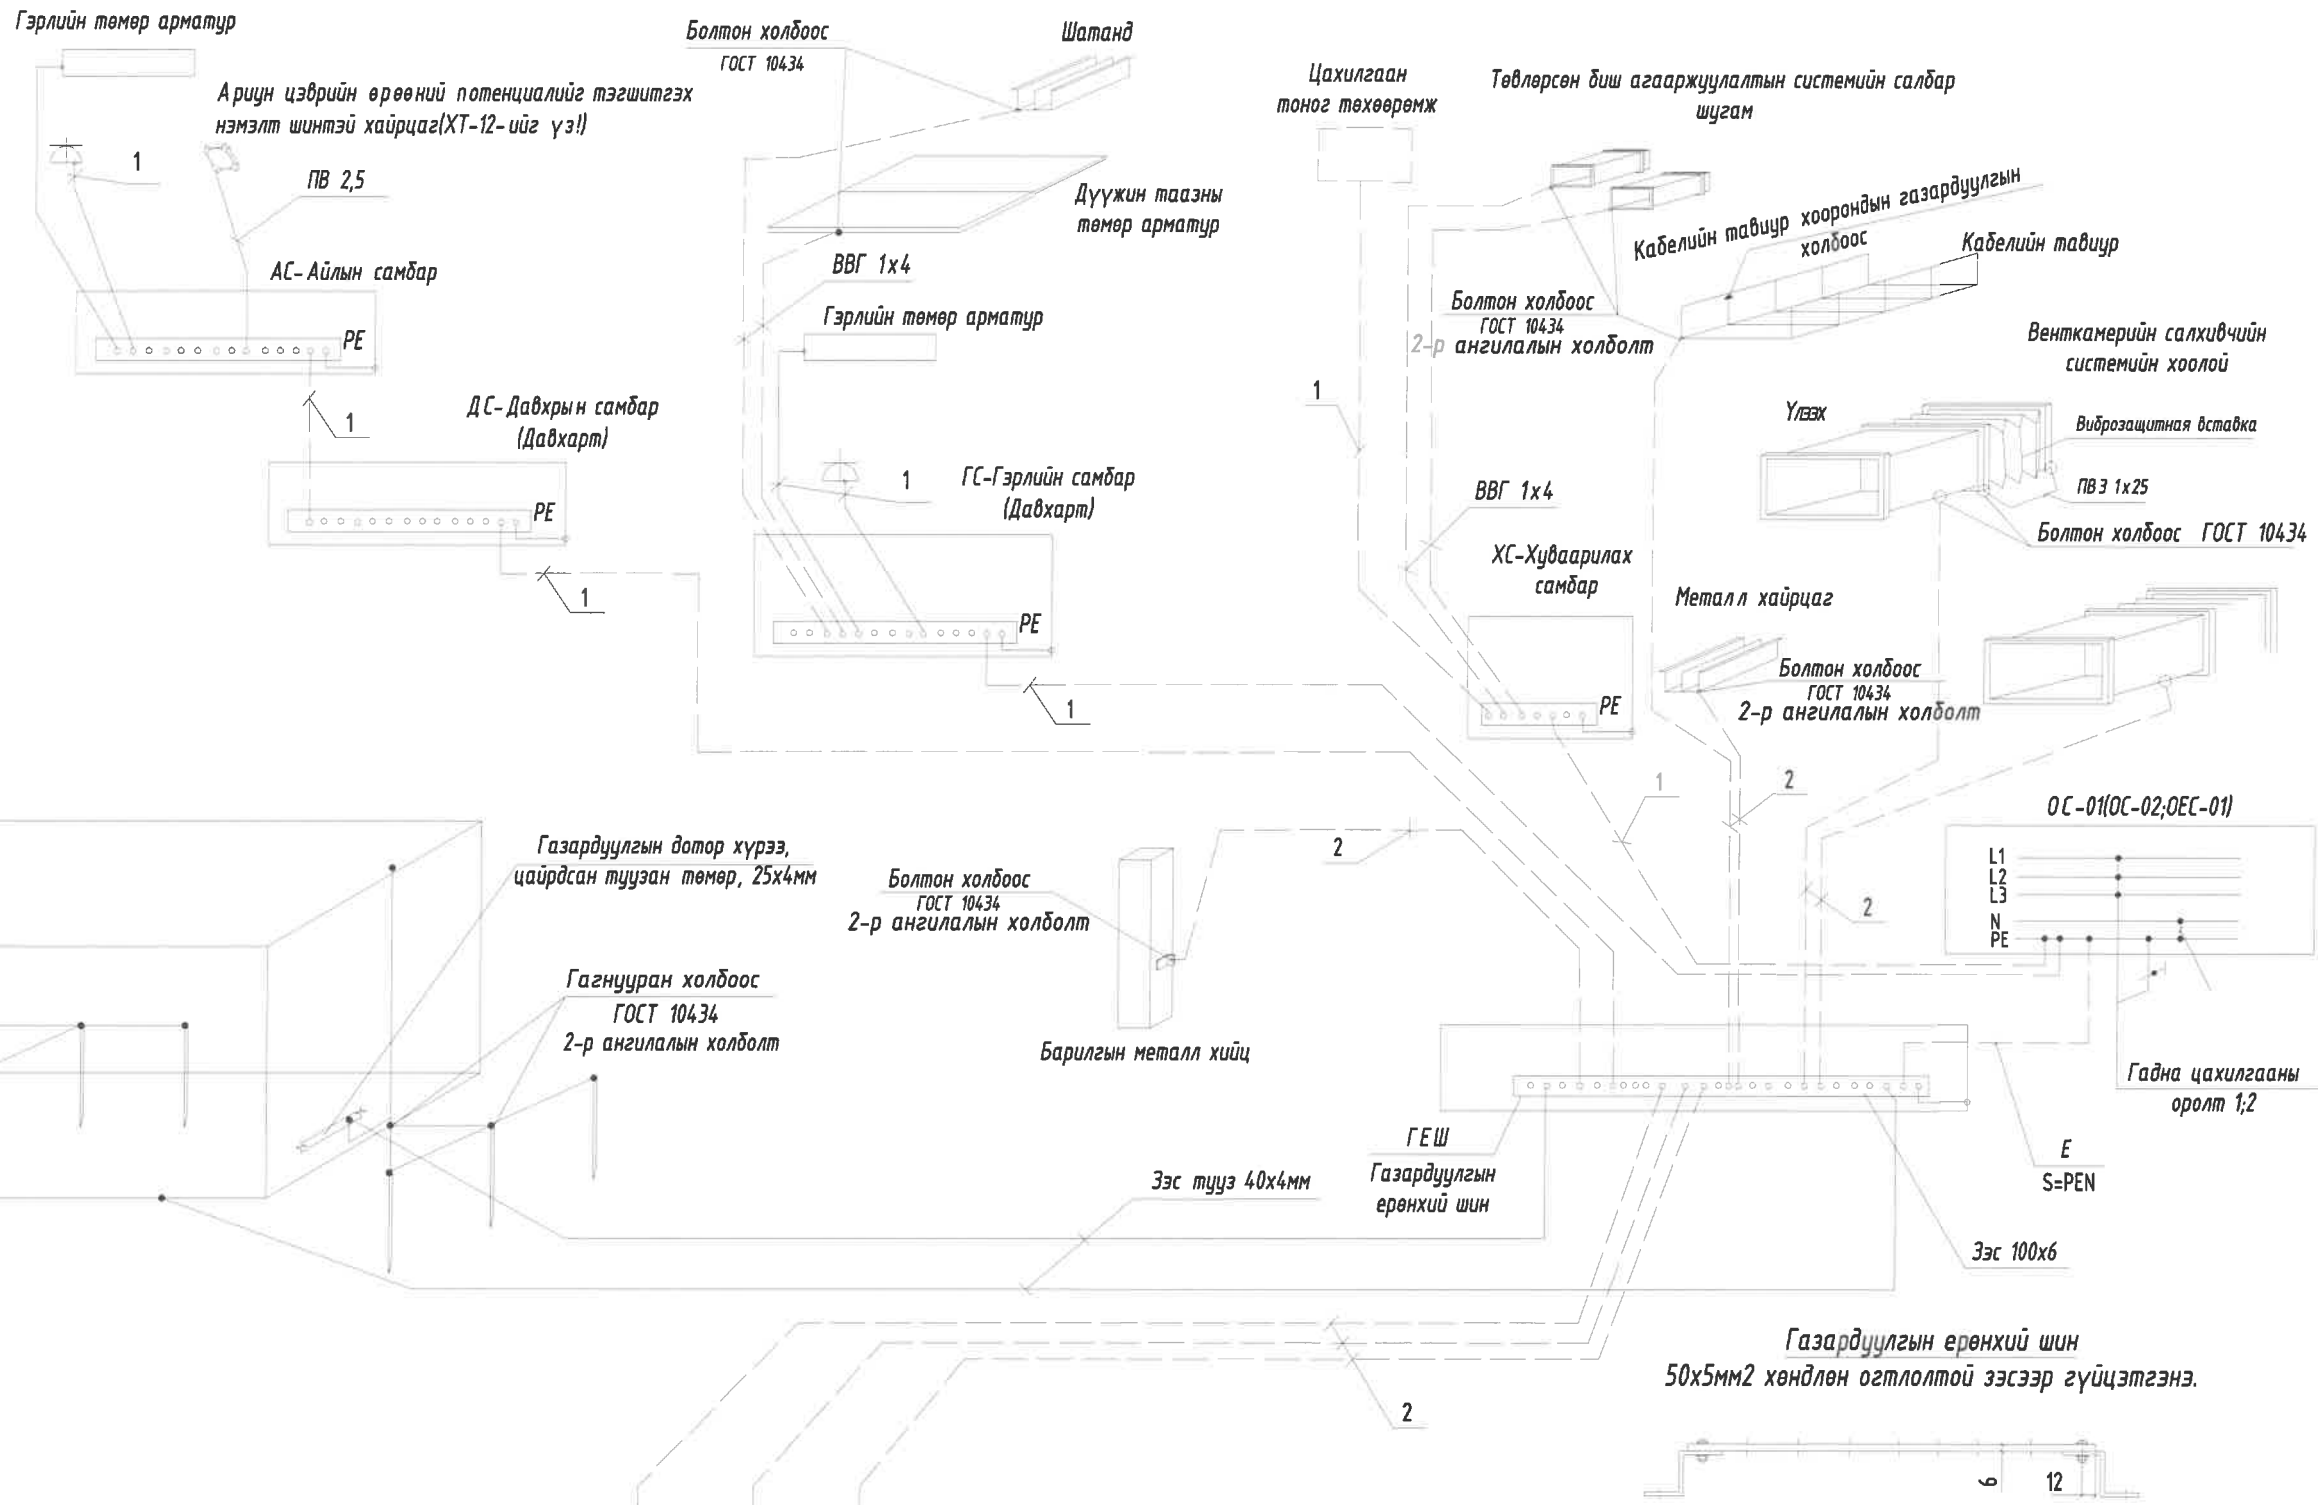 Гэрлийн төмөр арматур
Ариун цэврийн өрөөний потенциалийг тэгшитгэх
нэмэлт шинтэй хайрцаг(ХТ-12-ийг үз!)
1
ПВ 2,5
АС-Айлын самбар
PE
1
ДС-Давхрын самбар
(Давхарт)
PE
1
Болтон холбоос
ГОСТ 10434
Шатанд
Дүүжин таазны
төмөр арматур
ВВГ 1х4
Гэрлийн төмөр арматур
1
ГС-Гэрлийн самбар
(Давхарт)
PE
1
Цахилгаан
тоног төхөөрөмж
Төвлөрсөн биш агааржуулалтын системийн салбар
шугам
Кабелийн тавиур хоорондын газардуулгын
холбоос
Кабелийн тавиур
Болтон холбоос
ГОСТ 10434
2-р ангилалын холболт
1
ВВГ 1х4
Венткамерийн салхивчийн
системийн хоолой
Үлээх
Виброзащитная вставка
ПВ3 1х25
Болтон холбоос ГОСТ 10434
ХС-Хуваарилах
самбар
PE
Металл хайрцаг
Болтон холбоос
ГОСТ 10434
2-р ангилалын холболт
1
2
2
ОС-01(ОС-02;ОЕС-01)
L1
L2
L3
N
PE
Газардуулгын дотор хүрээ,
цайрдсан туузан төмөр, 25х4мм
Болтон холбоос
ГОСТ 10434
2-р ангилалын холболт
2
Гагнууран холбоос
ГОСТ 10434
2-р ангилалын холболт
Барилгын металл хийц
Гадна цахилгааны
оролт 1;2
ГЕШ
Газардуулгын
ерөнхий шин
E
S=PEN
Зэс тууз 40х4мм
Зэс 100х6
2
Газардуулгын ерөнхий шин
50х5мм2 хөндлөн огтлолтой зэсээр гүйцэтгэнэ.
6
12